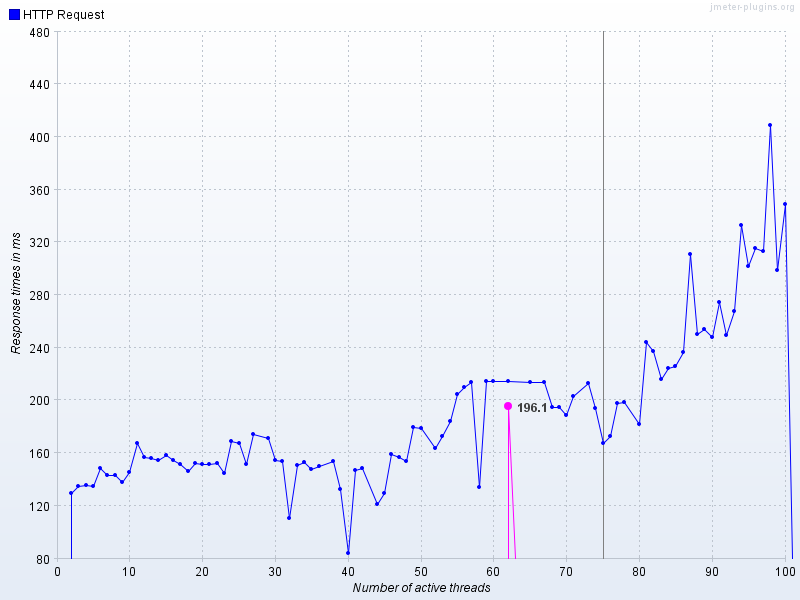 jmeter-plugins.org
HTTP Request
480
440
400
360
320
280
240
200
160
120
80
Response times in ms
196.1
0 10 20 30 40 50 60 70 80 90 100
Number of active threads